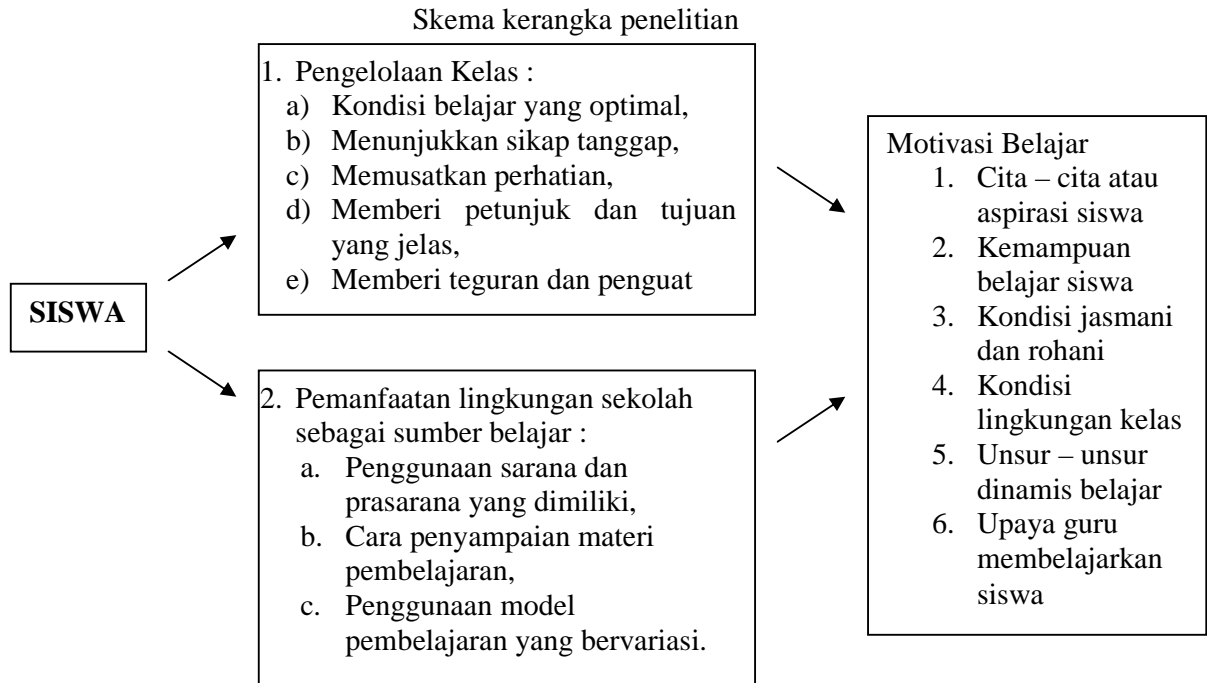 Skema kerangka penelitian
1. Pengelolaan Kelas :
a) Kondisi belajar yang optimal,
b) Menunjukkan sikap tanggap,
c) Memusatkan perhatian,
d) Memberi petunjuk dan tujuan
yang jelas,
e) Memberi teguran dan penguat
SISWA
2. Pemanfaatan lingkungan sekolah
sebagai sumber belajar :
a. Penggunaan sarana dan
prasarana yang dimiliki,
b. Cara penyampaian materi
pembelajaran,
c. Penggunaan model
pembelajaran yang bervariasi.
Motivasi Belajar
1. Cita – cita atau
aspirasi siswa
2. Kemampuan
belajar siswa
3. Kondisi jasmani
dan rohani
4. Kondisi
lingkungan kelas
5. Unsur – unsur
dinamis belajar
6. Upaya guru
membelajarkan
siswa